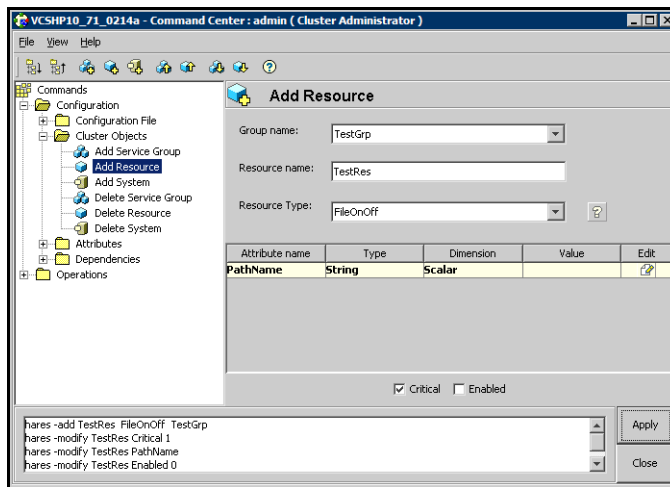 VCSHP10_71_0214a - Command Center : admin ( Cluster Administrator )
File View Help
Commands
Configuration
Configuration File
Cluster Objects
Add Service Group
Add Resource
Add System
Delete Service Group
Delete Resource
Delete System
Attributes
Dependencies
Operations
Add Resource
Group name: TestGrp
Resource name: TestRes
Resource Type: FileOnOff
Attribute name Type Dimension Value Edit
PathName String Scalar
Critical Enabled
hares -add TestRes FileOnOff TestGrp
hares -modify TestRes Critical 1
hares -modify TestRes PathName
hares -modify TestRes Enabled 0
Apply
Close